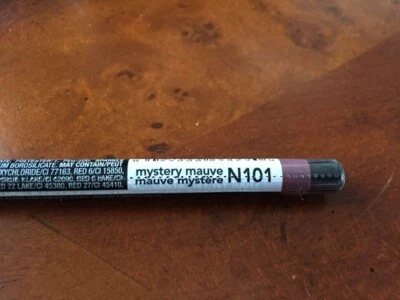 UM BOROSILICATE. MAY CONTAIN/PEUT
XYCHLORIDE/CI 77163, RED 6/CI 15850,
D 22 LAKE/CI 45380, RED 27/CI 45410,
mystery mauve
mauve mystère
N101